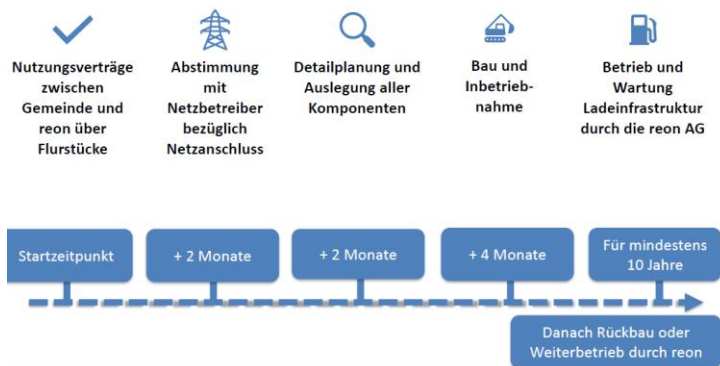 Nutzungsverträge
zwischen
Gemeinde und
reon über
Flurstücke
Abstimmung
mit
Netzbetreiber
bezüglich
Netzanschluss
Detailplanung und
Auslegung aller
Komponenten
Bau und
Inbetrieb-
nahme
Betrieb und
Wartung
Ladeinfrastruktur
durch die reon AG
Startzeitpunkt
+ 2 Monate
+ 2 Monate
+ 4 Monate
Für mindestens
10 Jahre
Danach Rückbau oder
Weiterbetrieb durch reon